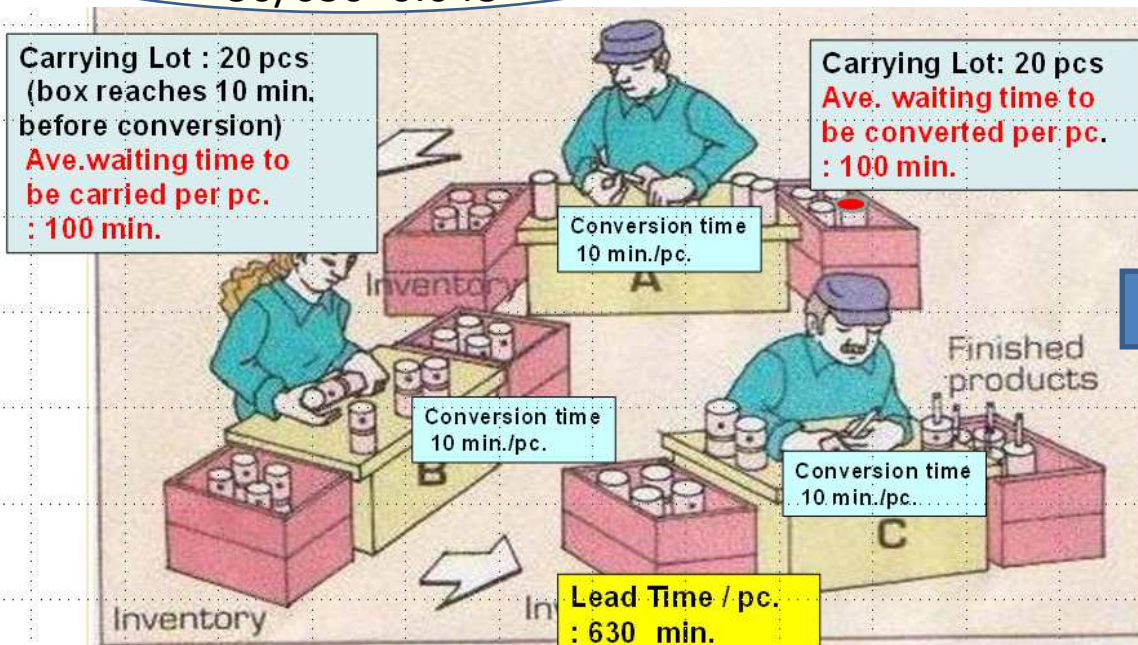 Carrying Lot : 20 pcs
(box reaches 10 min.
before conversion)
Ave.waiting time to
be carried per pc.
: 100 min.
Carrying Lot: 20 pcs
Ave. waiting time to
be converted per pc.
: 100 min.
Conversion time
10 min./pc.
A
Inventory
Finished
products
Conversion time
10 min./pc.
B
Conversion time
10 min./pc.
C
Lead Time / pc.
: 630 min.
Inventory